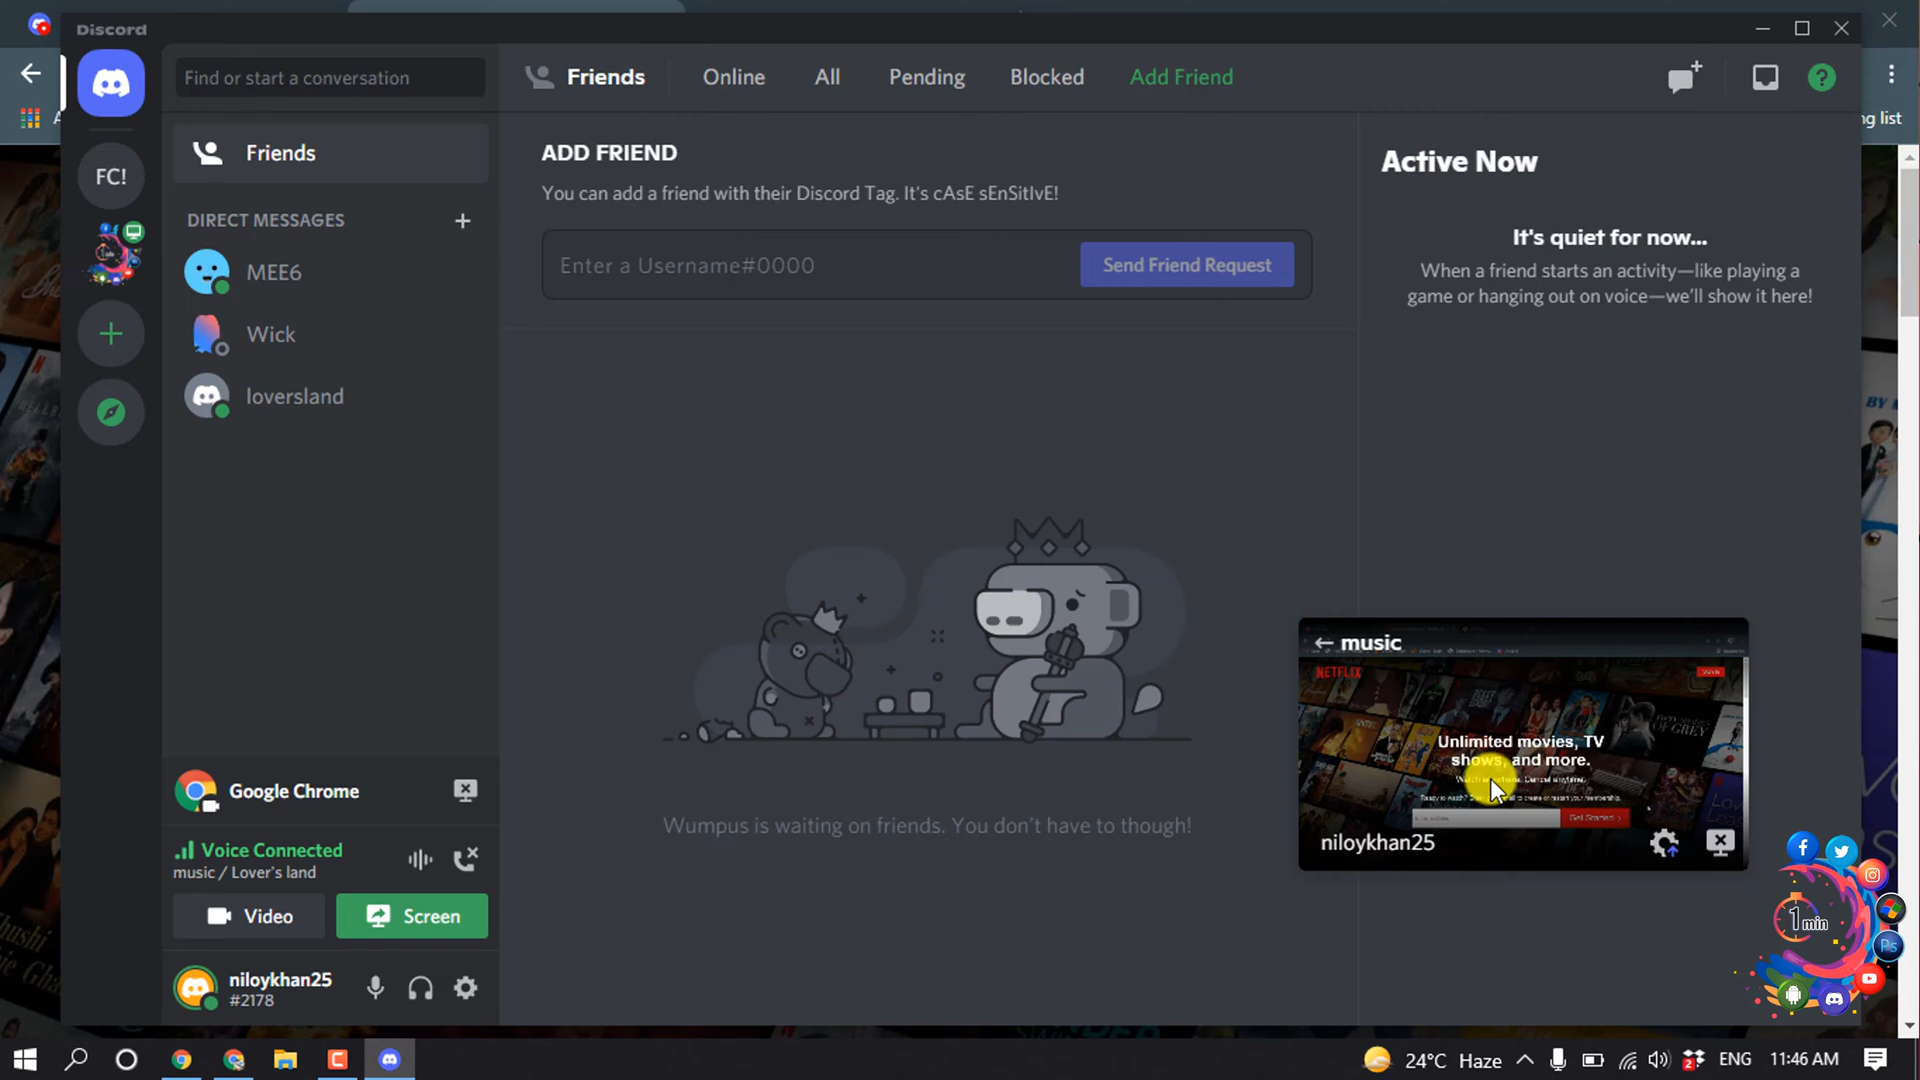 Discord
Find or start a conversation
Friends
Online
All
Pending
Blocked
Add Friend
ng list
FC!
Friends
DIRECT MESSAGES
MEE6
Wick
loversland
ADD FRIEND
You can add a friend with their Discord Tag. It's cAsE sEnSitIvE!
Enter a Username#0000
Send Friend Request
Active Now
It's quiet for now...
When a friend starts an activity—like playing a
game or hanging out on voice—we'll show it here!
BY M
Wumpus is waiting on friends. You don't have to though!
music
NETFLIX
Unlimited movies, TV
shows, and more.
Get Started
niloykhan25
Google Chrome
Voice Connected
music / Lover's land
Video
Screen
niloykhan25
#2178
1 min
Ps
24°C Haze
2
ENG
11:46 AM